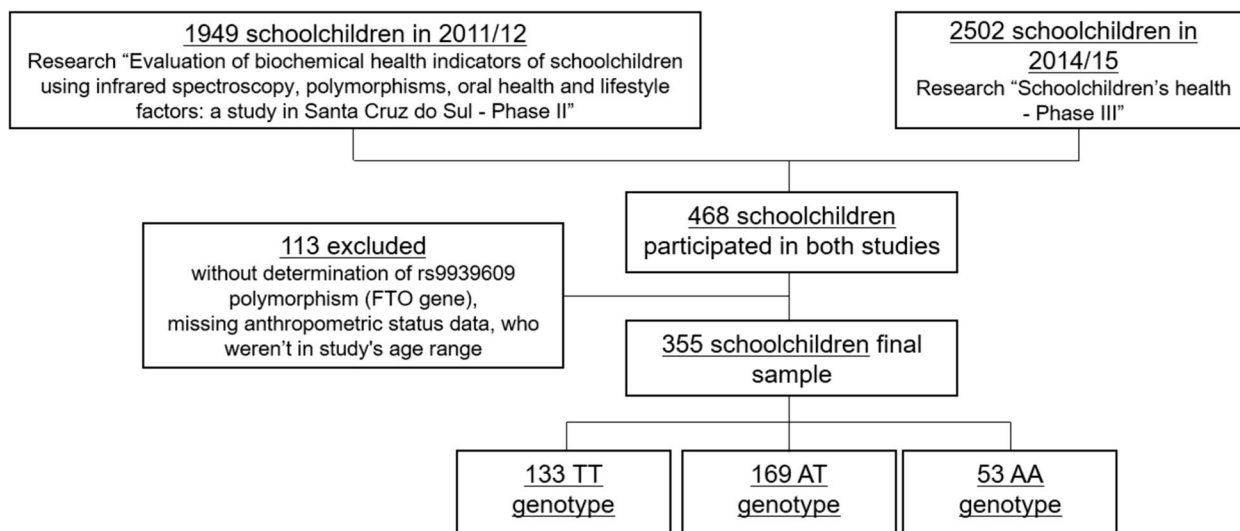 1949 schoolchildren in 2011/12
Research “Evaluation of biochemical health indicators of schoolchildren
using infrared spectroscopy, polymorphisms, oral health and lifestyle
factors: a study in Santa Cruz do Sul - Phase II”
2502 schoolchildren in
2014/15
Research “Schoolchildren’s health
- Phase III”
468 schoolchildren
participated in both studies
113 excluded
without determination of rs9939609
polymorphism (FTO gene),
missing anthropometric status data, who
weren’t in study's age range
355 schoolchildren final
sample
133 TT
genotype
169 AT
genotype
53 AA
genotype